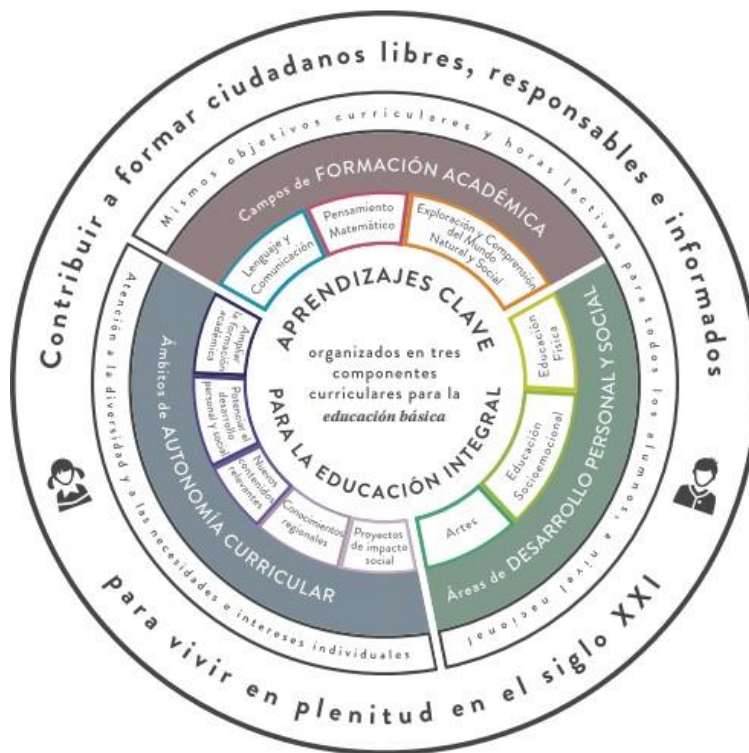 Contribuir a formar ciudadanos libres, responsables e informados
para vivir en plenitud en el siglo XXI
Mismos objetivos curriculares y horas lectivas para todos los alumnos, a nivel nacional
Atención a la diversidad y a las necesidades e intereses individuales
Campos de FORMACIÓN ACADÉMICA
Lenguaje y
Comunicación
Pensamiento
Matemático
Exploración y Comprensión
del Mundo
Natural y Social
Áreas de DESARROLLO PERSONAL Y SOCIAL
Educación
Física
Educación
Socioemocional
Artes
Ámbitos de AUTONOMÍA CURRICULAR
Ampliar
la formación
académica
Potenciar el
desarrollo
personal y social
Nuevos
contenidos
relevantes
Conocimientos
regionales
Proyectos
de impacto
social
APRENDIZAJES CLAVE
organizados en tres
componentes
curriculares para la
educación básica
PARA LA EDUCACIÓN INTEGRAL